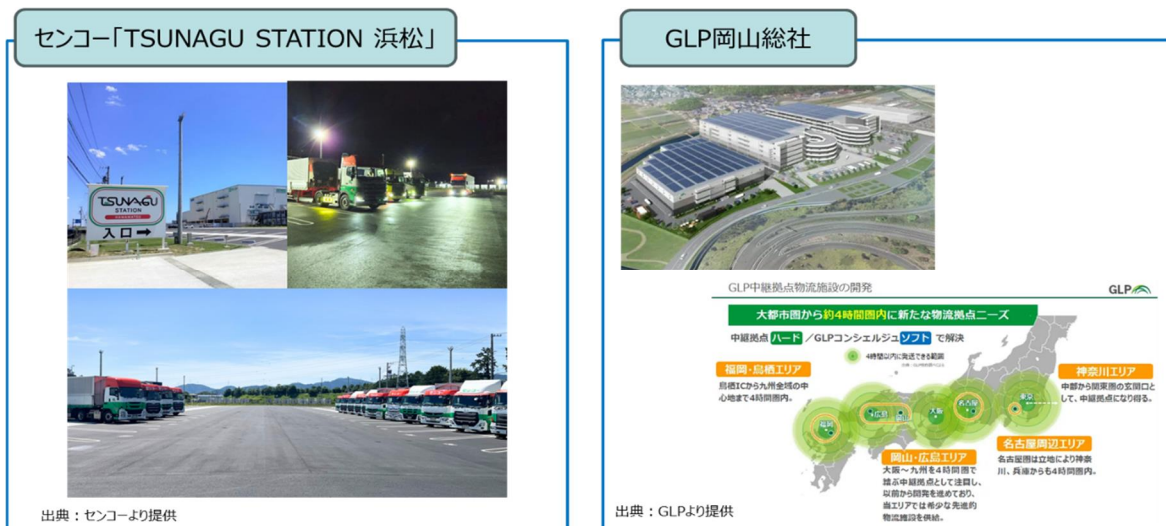 センコー「TSUNAGU STATION 浜松」
TSUNAGU
STATION
HAMAMATSU
入口➡
出典：センコーより提供
GLP岡山総社
GLP中継拠点物流施設の開発
GLP
大都市圏から約4時間圏内に新たな物流拠点ニーズ
中継拠点 ハード ／GLPコンシェルジュ ソフト で解決
4時間以内に発送できる範囲
福岡・鳥栖エリア
鳥栖ICから九州全域の中
心地まで4時間圏内。
神奈川エリア
中部から関東圏の玄関口と
して、中継拠点になり得る。
福岡
広島
岡山
大阪
名古屋
東京
名古屋周辺エリア
名古屋圏は立地により神奈
川、兵庫からも4時間圏内。
岡山・広島エリア
大阪～九州を4時間圏で
結ぶ中継拠点として注目し、
以前から開発を進めており、
当エリアでは希少な先進的
物流施設を供給。
出典：GLPより提供